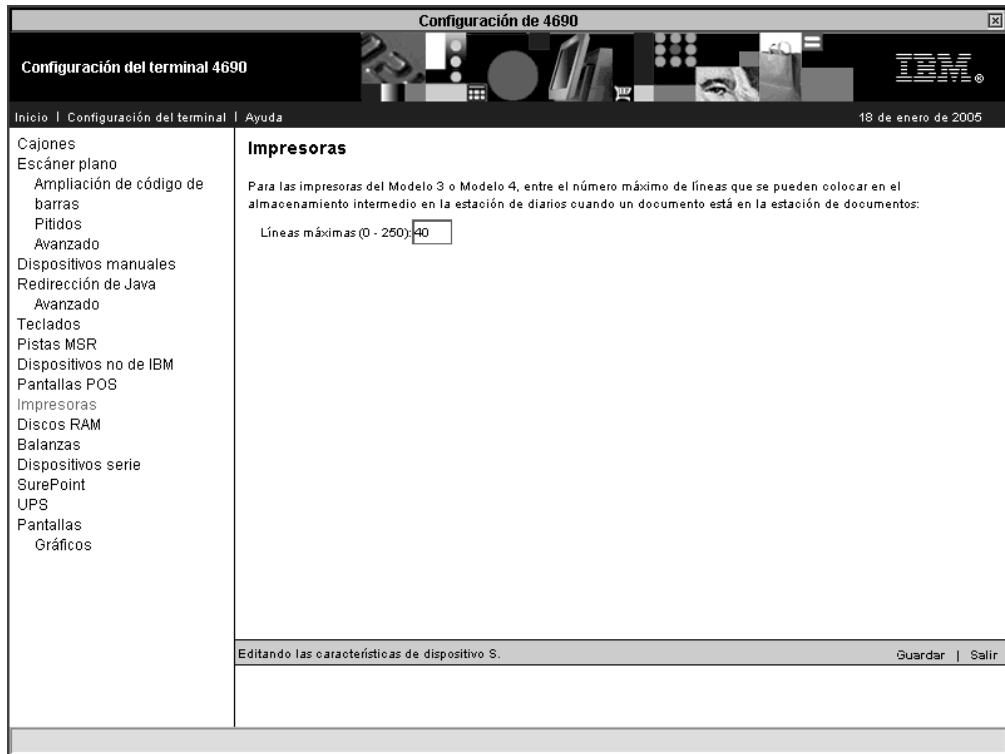 Configuración de 4690
Configuración del terminal 4690
IBM®
Inicio | Configuración del terminal | Ayuda
18 de enero de 2005
Cajones
Escáner plano
Ampliación de código de
barras
Pitidos
Avanzado
Dispositivos manuales
Redirección de Java
Avanzado
Teclados
Pistas MSR
Dispositivos no de IBM
Pantallas POS
Impresoras
Discos RAM
Balanzas
Dispositivos serie
SurePoint
UPS
Pantallas
Gráficos
Impresoras
Para las impresoras del Modelo 3 o Modelo 4, entre el número máximo de líneas que se pueden colocar en el
almacenamiento intermedio en la estación de diarios cuando un documento está en la estación de documentos:
Líneas máximas (0 - 250): 40
Editando las características de dispositivo S.
Guardar | Salir